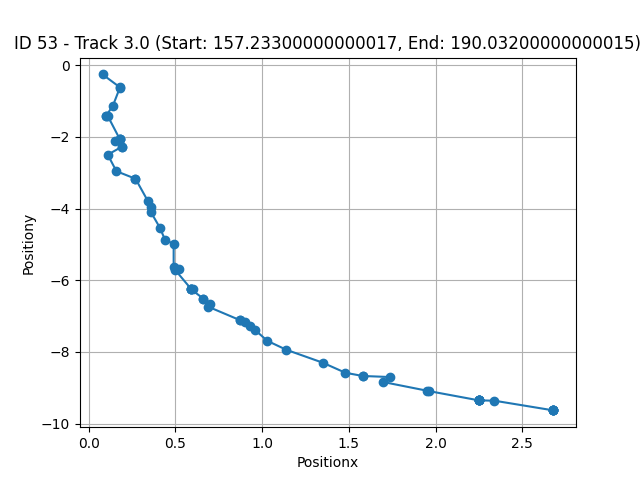 ID 53 - Track 3.0 (Start: 157.23300000000017, End: 190.03200000000015)
0
−2
−4
−6
−8
−10
Positiony
0.0 0.5 1.0 1.5 2.0 2.5
Positionx